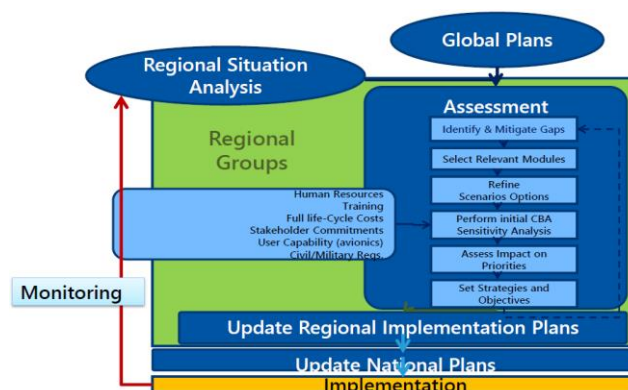 Global Plans
Regional Situation
Analysis
Assessment
Regional
Groups
Identify & Mitigate Gaps
Select Relevant Modules
Refine
Scenarios Options
Human Resources
Training
Full life-Cycle Costs
Stakeholder Commitments
User Capability (avionics)
Civil/Military Reqs.
Perform initial CBA
Sensitivity Analysis
Assess Impact on
Priorities
Set Strategies and
Objectives
Monitoring
Update Regional Implementation Plans
Update National Plans
Implementation